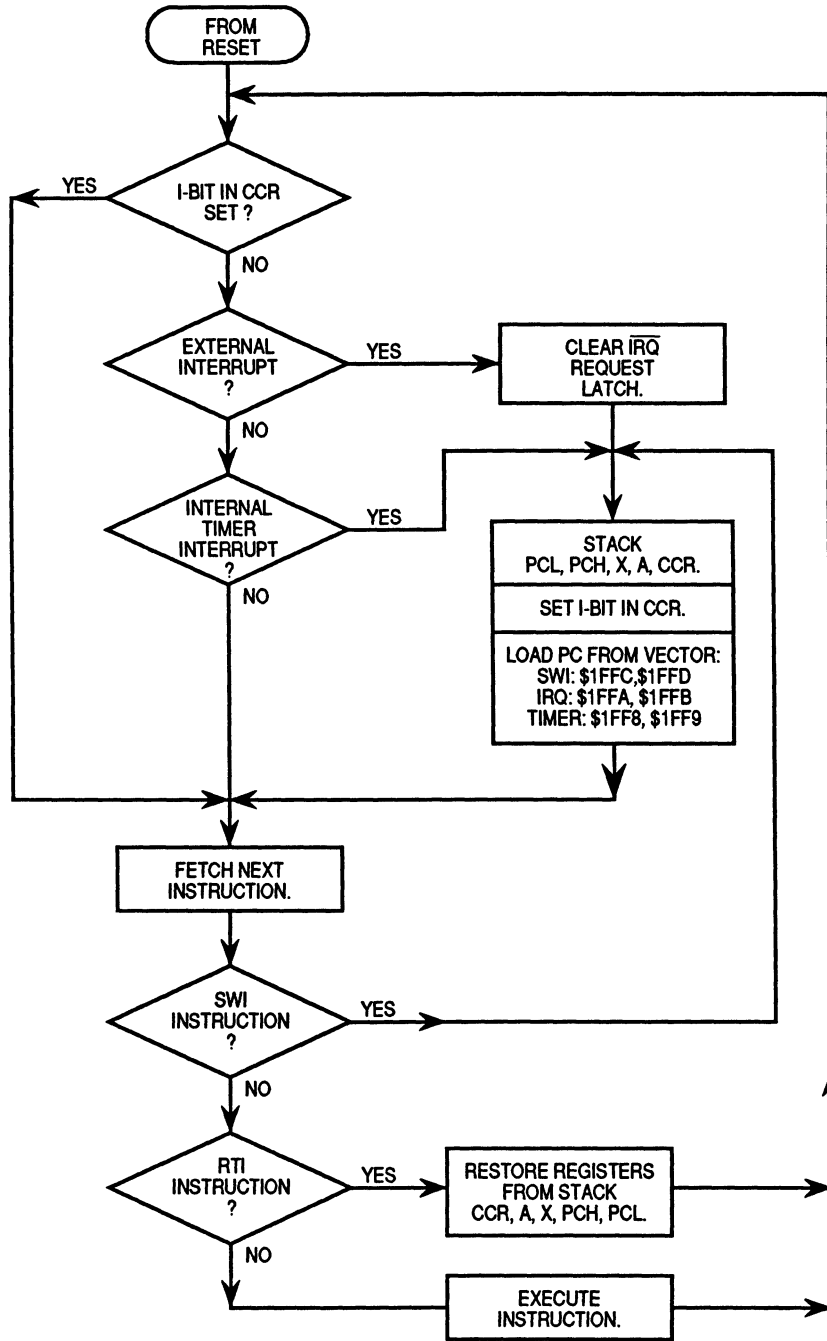 FROM
RESET
YES
I-BIT IN CCR
SET ?
NO
EXTERNAL
INTERRUPT
?
YES
CLEAR I̅R̅Q̅
REQUEST
LATCH.
NO
INTERNAL
TIMER
INTERRUPT
?
YES
NO
STACK
PCL, PCH, X, A, CCR.
SET I-BIT IN CCR.
LOAD PC FROM VECTOR:
SWI: $1FFC,$1FFD
IRQ: $1FFA, $1FFB
TIMER: $1FF8, $1FF9
FETCH NEXT
INSTRUCTION.
SWI
INSTRUCTION
?
YES
NO
RTI
INSTRUCTION
?
YES
RESTORE REGISTERS
FROM STACK
CCR, A, X, PCH, PCL.
NO
EXECUTE
INSTRUCTION.